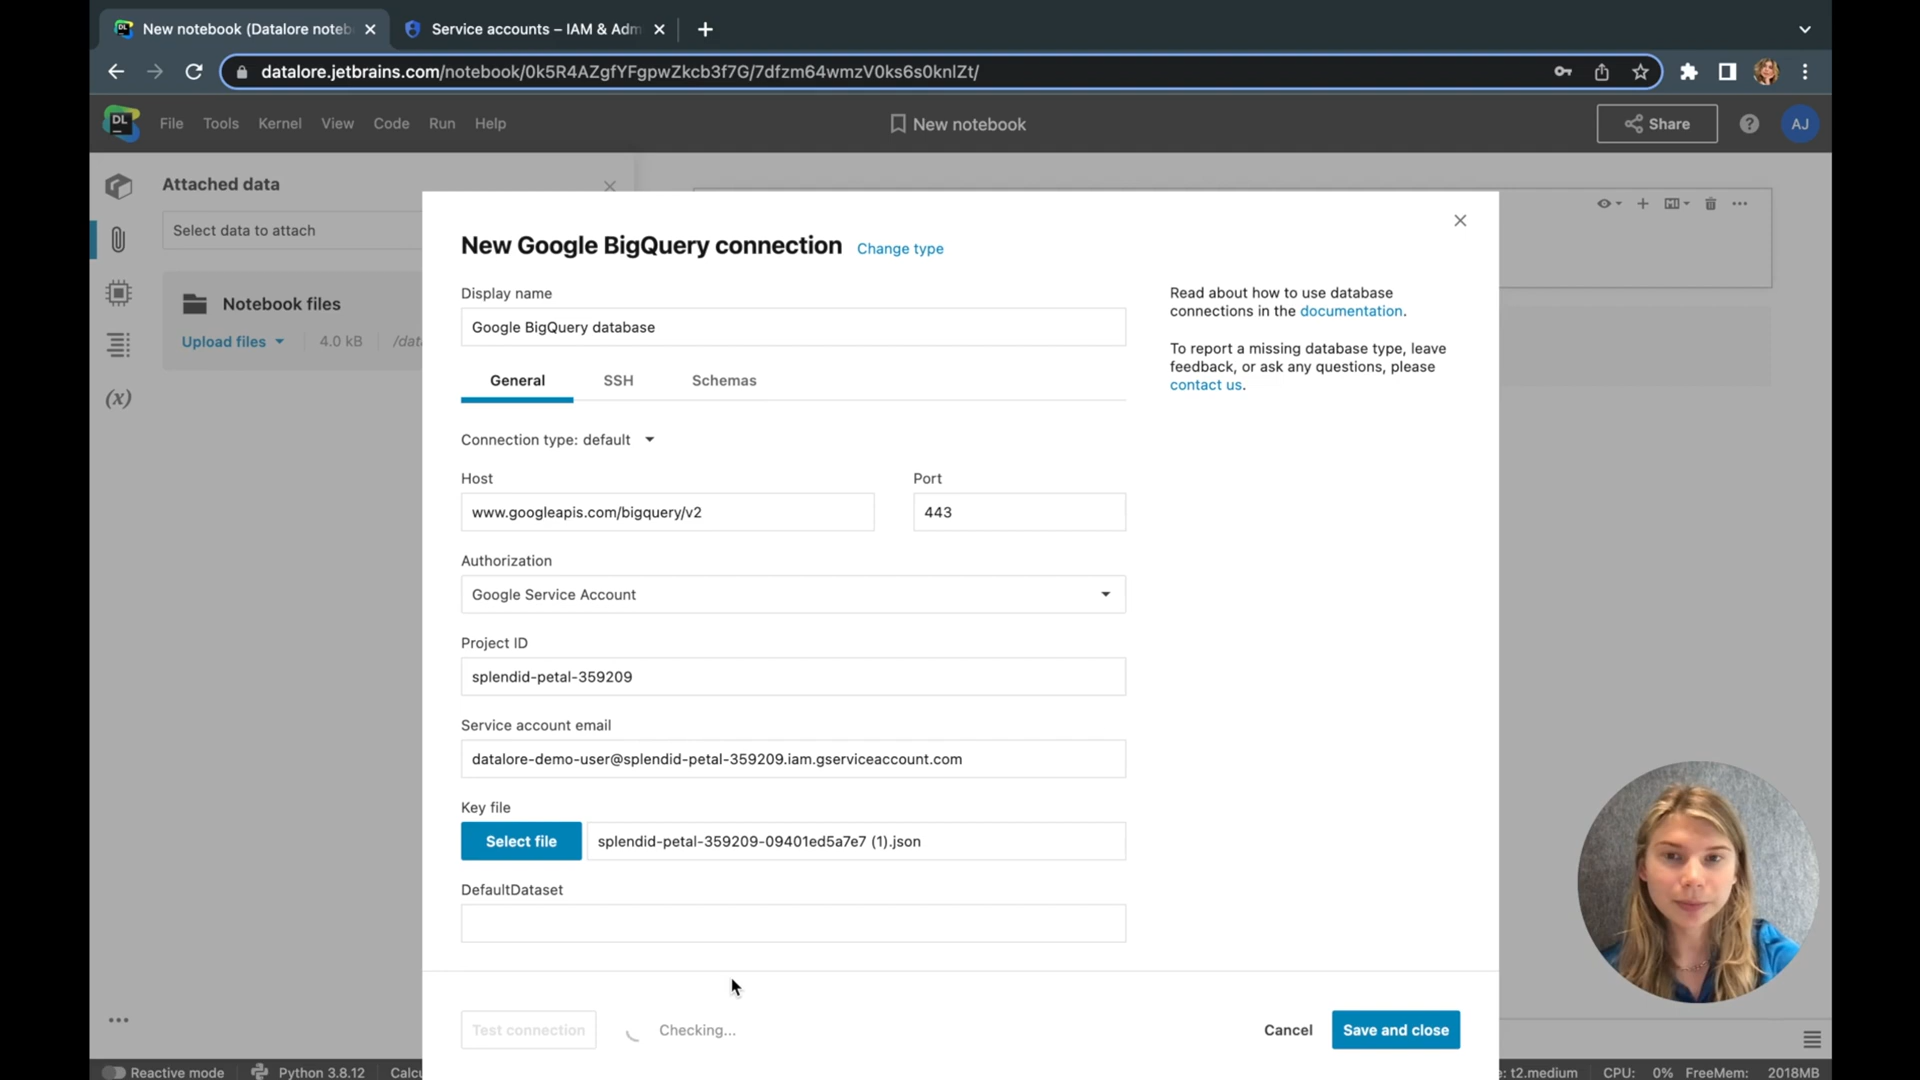 New notebook (Datalore noteb
Service accounts – IAM & Adm
datalore.jetbrains.com/notebook/0k5R4AZgfYFgpwZkcb3f7G/7dfzm64wmzV0ks6s0knlZt/
DL
File Tools Kernel View Code Run Help
New notebook
Share
AJ
Attached data
Select data to attach
Notebook files
Upload files
4.0 kB
/dat
(x)
New Google BigQuery connection
Change type
Display name
Google BigQuery database
General SSH Schemas
Connection type: default
Host
Port
www.googleapis.com/bigquery/v2
443
Authorization
Google Service Account
Project ID
splendid-petal-359209
Service account email
datalore-demo-user@splendid-petal-359209.iam.gserviceaccount.com
Key file
Select file
splendid-petal-359209-09401ed5a7e7 (1).json
DefaultDataset
Read about how to use database
connections in the documentation.
To report a missing database type, leave
feedback, or ask any questions, please
contact us.
Test connection
Checking...
Cancel
Save and close
Reactive mode
Python 3.8.12
Calcu
e: t2.medium
CPU: 0%
FreeMem: 2018MB